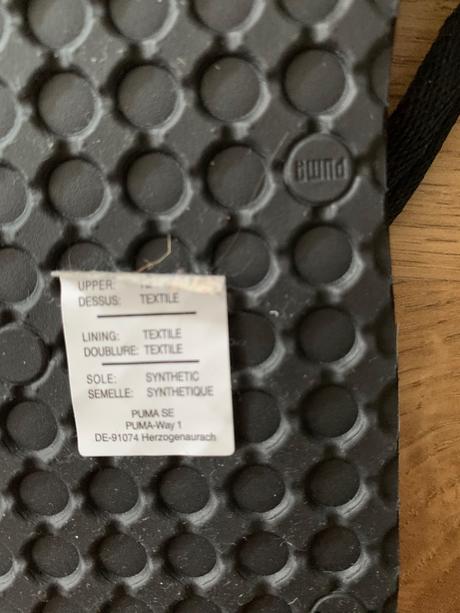 UPPER:
DESSUS: TEXTILE
LINING: TEXTILE
DOUBLURE: TEXTILE
SOLE: SYNTHETIC
SEMELLE: SYNTHETIQUE
PUMA SE
PUMA-Way 1
DE-91074 Herzogenaurach
PUMA